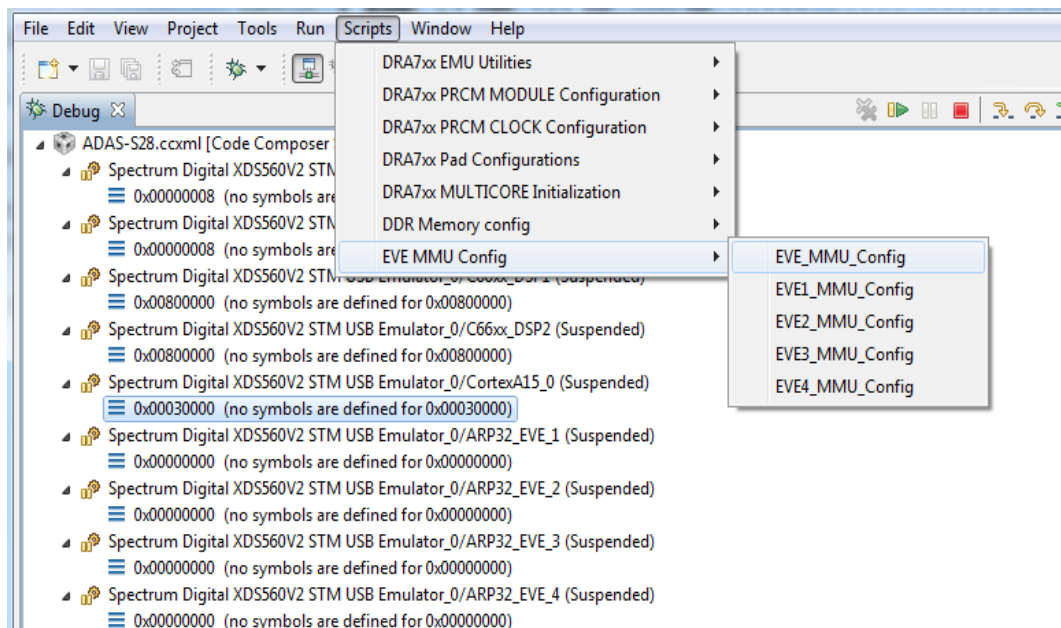 File Edit View Project Tools Run Scripts Window Help
DRA7xx EMU Utilities
DRA7xx PRCM MODULE Configuration
DRA7xx PRCM CLOCK Configuration
DRA7xx Pad Configurations
DRA7xx MULTICORE Initialization
DDR Memory config
EVE MMU Config
EVE_MMU_Config
EVE1_MMU_Config
EVE2_MMU_Config
EVE3_MMU_Config
EVE4_MMU_Config
Debug
ADAS-S28.ccxml [Code Composer
Spectrum Digital XDS560V2 STM
0x00000008 (no symbols are
Spectrum Digital XDS560V2 STM
0x00000008 (no symbols are
Spectrum Digital XDS560V2 STM USB Emulator_0/C66xx_DSP1 (Suspended)
0x00800000 (no symbols are defined for 0x00800000)
Spectrum Digital XDS560V2 STM USB Emulator_0/C66xx_DSP2 (Suspended)
0x00800000 (no symbols are defined for 0x00800000)
Spectrum Digital XDS560V2 STM USB Emulator_0/CortexA15_0 (Suspended)
0x00030000 (no symbols are defined for 0x00030000)
Spectrum Digital XDS560V2 STM USB Emulator_0/ARP32_EVE_1 (Suspended)
0x00000000 (no symbols are defined for 0x00000000)
Spectrum Digital XDS560V2 STM USB Emulator_0/ARP32_EVE_2 (Suspended)
0x00000000 (no symbols are defined for 0x00000000)
Spectrum Digital XDS560V2 STM USB Emulator_0/ARP32_EVE_3 (Suspended)
0x00000000 (no symbols are defined for 0x00000000)
Spectrum Digital XDS560V2 STM USB Emulator_0/ARP32_EVE_4 (Suspended)
0x00000000 (no symbols are defined for 0x00000000)